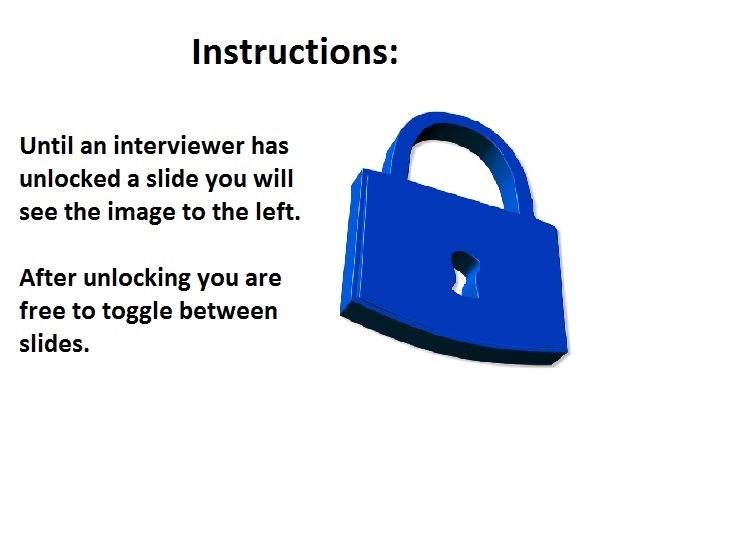 Instructions:
Until an interviewer has
unlocked a slide you will
see the image to the left.
After unlocking you are
free to toggle between
slides.